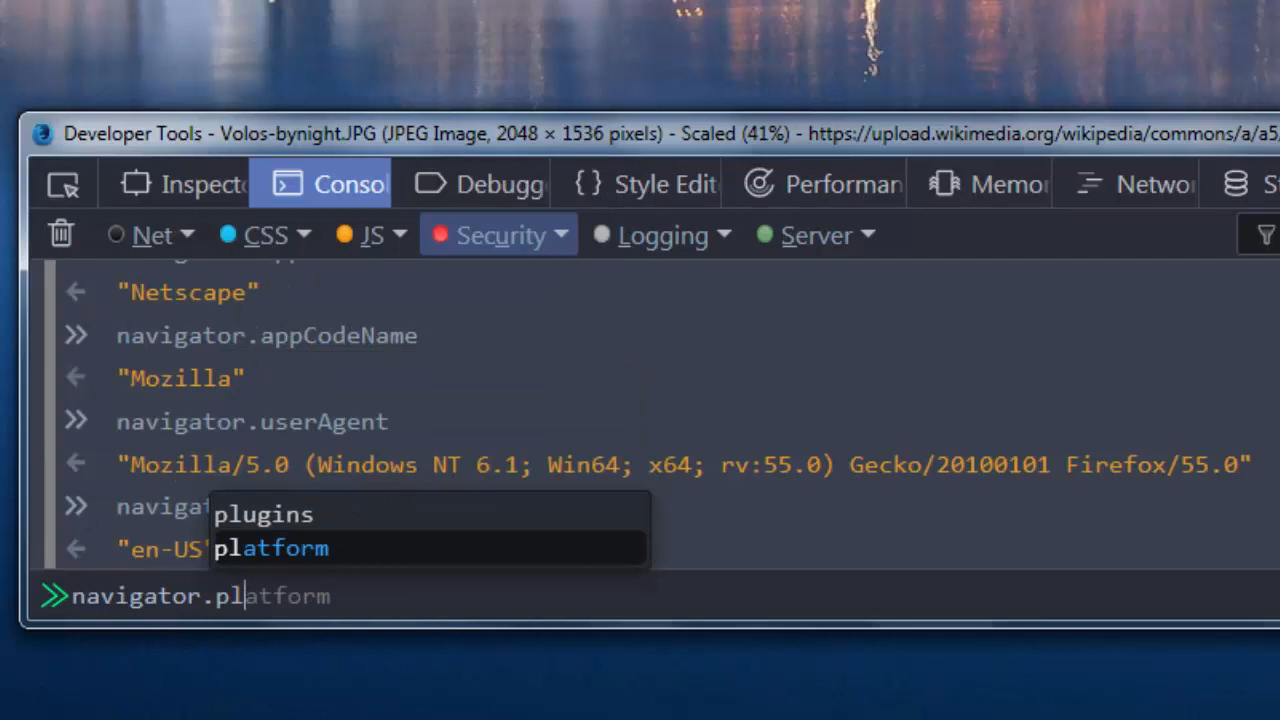 Developer Tools - Volos-bynight.JPG (JPEG Image, 2048 × 1536 pixels) - Scaled (41%) - https://upload.wikimedia.org/wikipedia/commons/a/a5
Inspect Conso Debugg Style Edit Performan Memo Netwo S
Net CSS JS Security Logging Server
"Netscape"
navigator.appCodeName
"Mozilla"
navigator.userAgent
"Mozilla/5.0 (Windows NT 6.1; Win64; x64; rv:55.0) Gecko/20100101 Firefox/55.0"
navigat
plugins
platform
"en-US"
navigator.platform